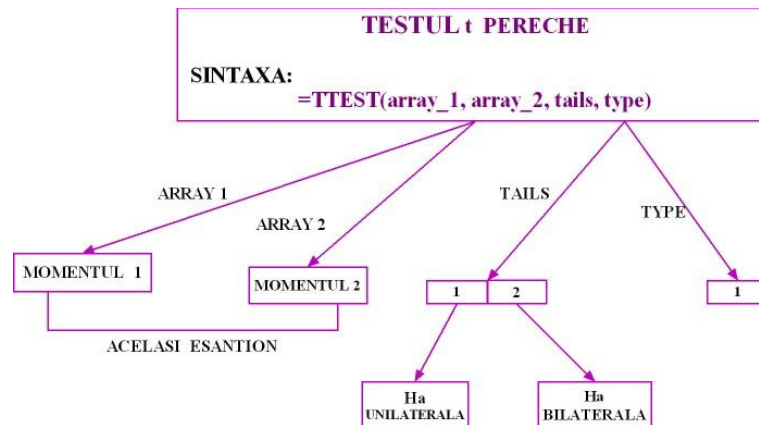 TESTUL t PERECHE
SINTAXA:
=TTEST(array_1, array_2, tails, type)
ARRAY 1
ARRAY 2
TAILS
TYPE
MOMENTUL 1
MOMENTUL 2
1
2
1
ACELASI ESANTION
Ha
UNILATERALA
Ha
BILATERALA